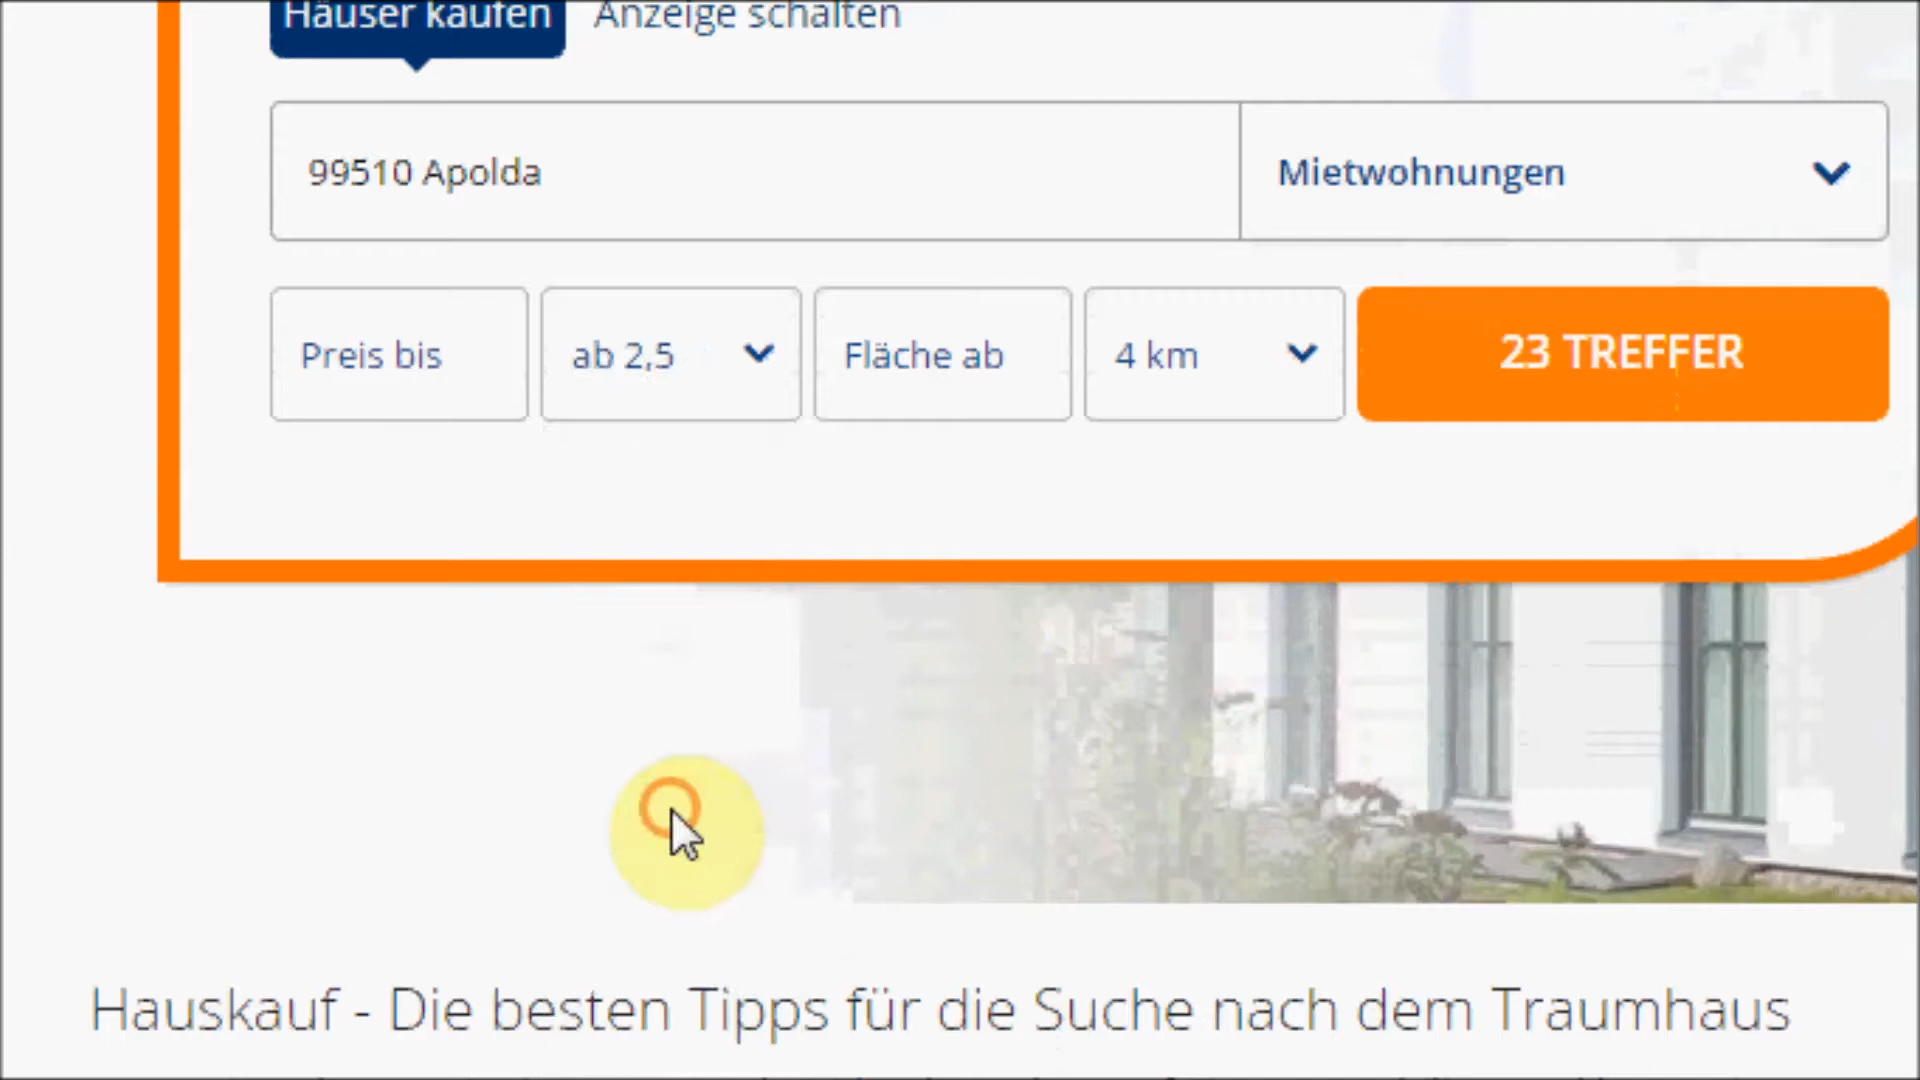 Häuser kaufen Anzeige schalten
99510 Apolda Mietwohnungen
Preis bis ab 2,5 Fläche ab 4 km 23 TREFFER
Hauskauf - Die besten Tipps für die Suche nach dem Traumhaus